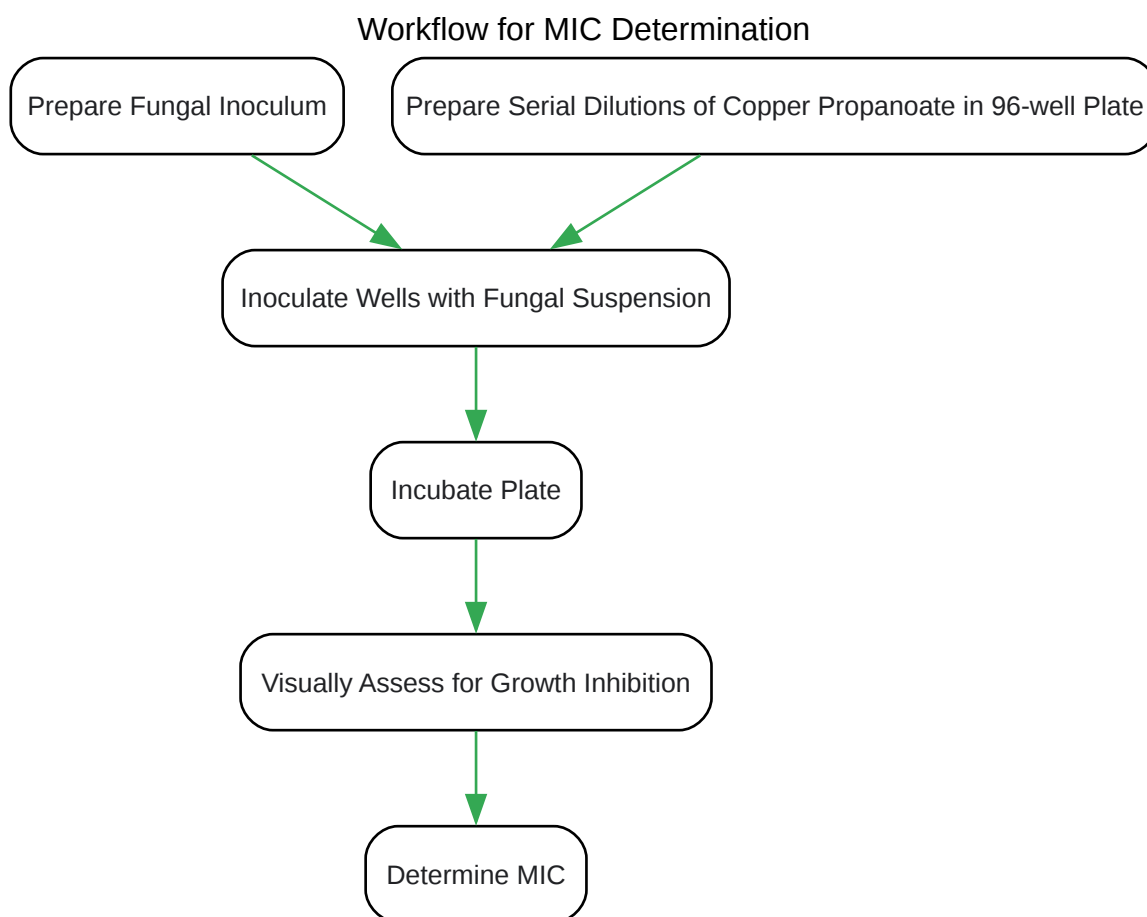 Workflow for MIC Determination
Prepare Fungal Inoculum
Prepare Serial Dilutions of Copper Propanoate in 96-well Plate
Inoculate Wells with Fungal Suspension
Incubate Plate
Visually Assess for Growth Inhibition
Determine MIC